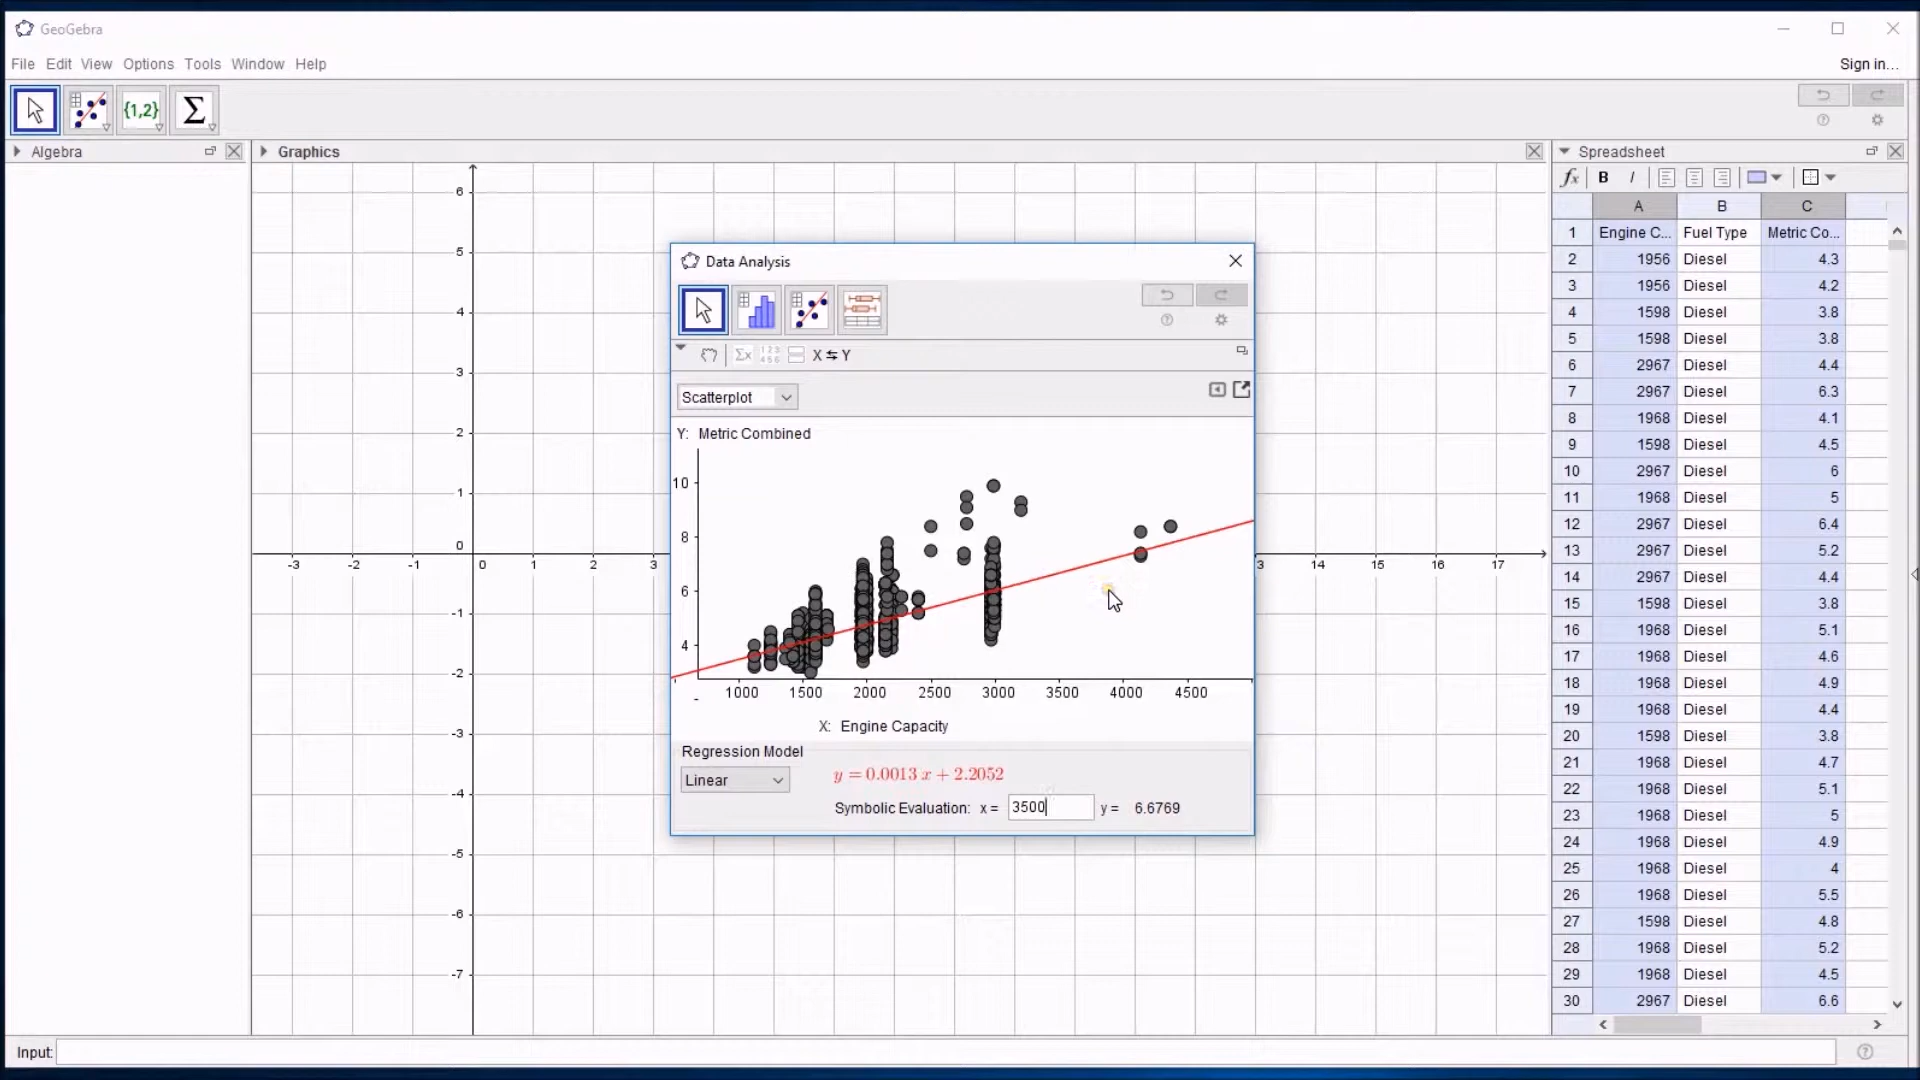 GeoGebra
File Edit View Options Tools Window Help
Sign in...
{1,2} Σ
Algebra
Graphics
Spreadsheet
fx B I
A B C
1 Engine C... Fuel Type Metric Co...
2 1956 Diesel 4.3
3 1956 Diesel 4.2
4 1598 Diesel 3.8
5 1598 Diesel 3.8
6 2967 Diesel 4.4
7 2967 Diesel 6.3
8 1968 Diesel 4.1
9 1598 Diesel 4.5
10 2967 Diesel 6
11 1968 Diesel 5
12 2967 Diesel 6.4
13 2967 Diesel 5.2
14 2967 Diesel 4.4
15 1598 Diesel 3.8
16 1968 Diesel 5.1
17 1968 Diesel 4.6
18 1968 Diesel 4.9
19 1968 Diesel 4.4
20 1598 Diesel 3.8
21 1968 Diesel 4.7
22 1968 Diesel 5.1
23 1968 Diesel 5
24 1968 Diesel 4.9
25 1968 Diesel 4
26 1968 Diesel 5.5
27 1598 Diesel 4.8
28 1968 Diesel 5.2
29 1968 Diesel 4.5
30 2967 Diesel 6.6
6
5
4
3
2
1
0
-3 -2 -1 0 1 2 3 3 14 15 16 17
-1
-2
-3
-4
-5
-6
-7
Data Analysis
Σx 123 456 X ⇆ Y
Scatterplot
Y: Metric Combined
10
8
6
4
1000 1500 2000 2500 3000 3500 4000 4500
X: Engine Capacity
Regression Model
Linear
y = 0.0013 x + 2.2052
Symbolic Evaluation: x = 3500 y = 6.6769
Input: